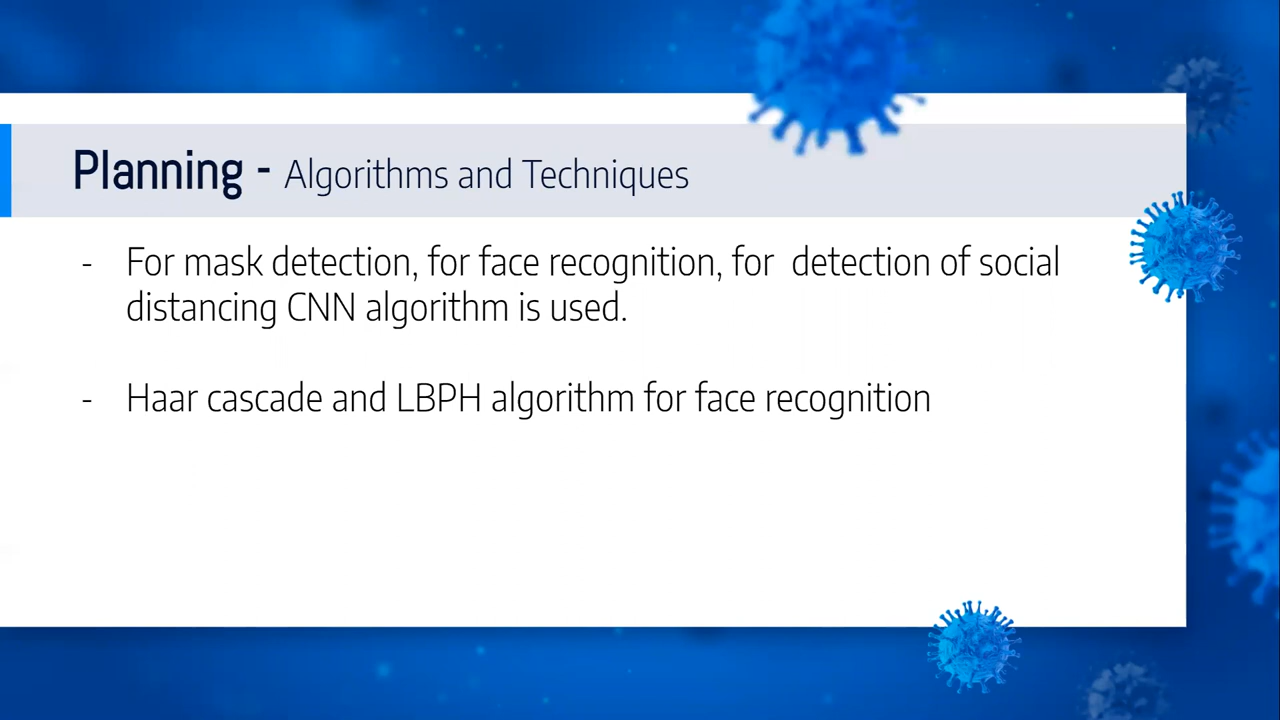 Planning - Algorithms and Techniques
- For mask detection, for face recognition, for  detection of social
distancing CNN algorithm is used.
- Haar cascade and LBPH algorithm for face recognition